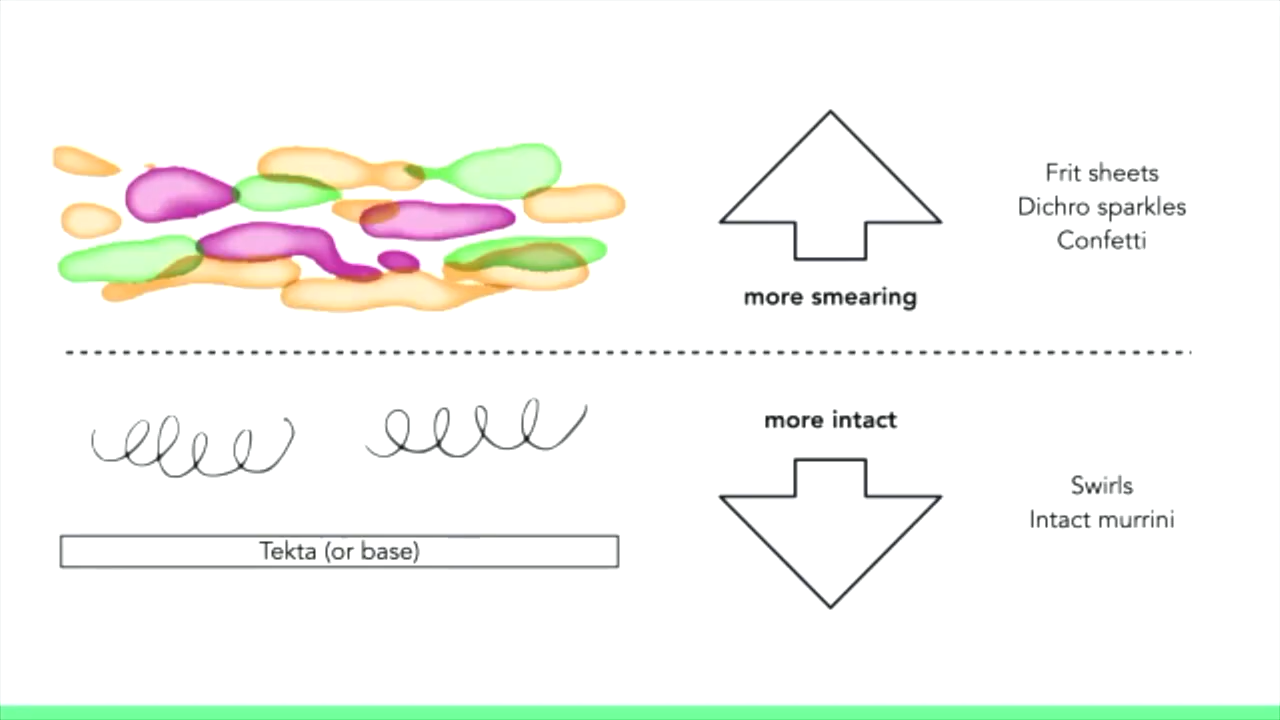 Frit sheets
Dichro sparkles
Confetti
more smearing
more intact
Swirls
Intact murrini
Tekta (or base)